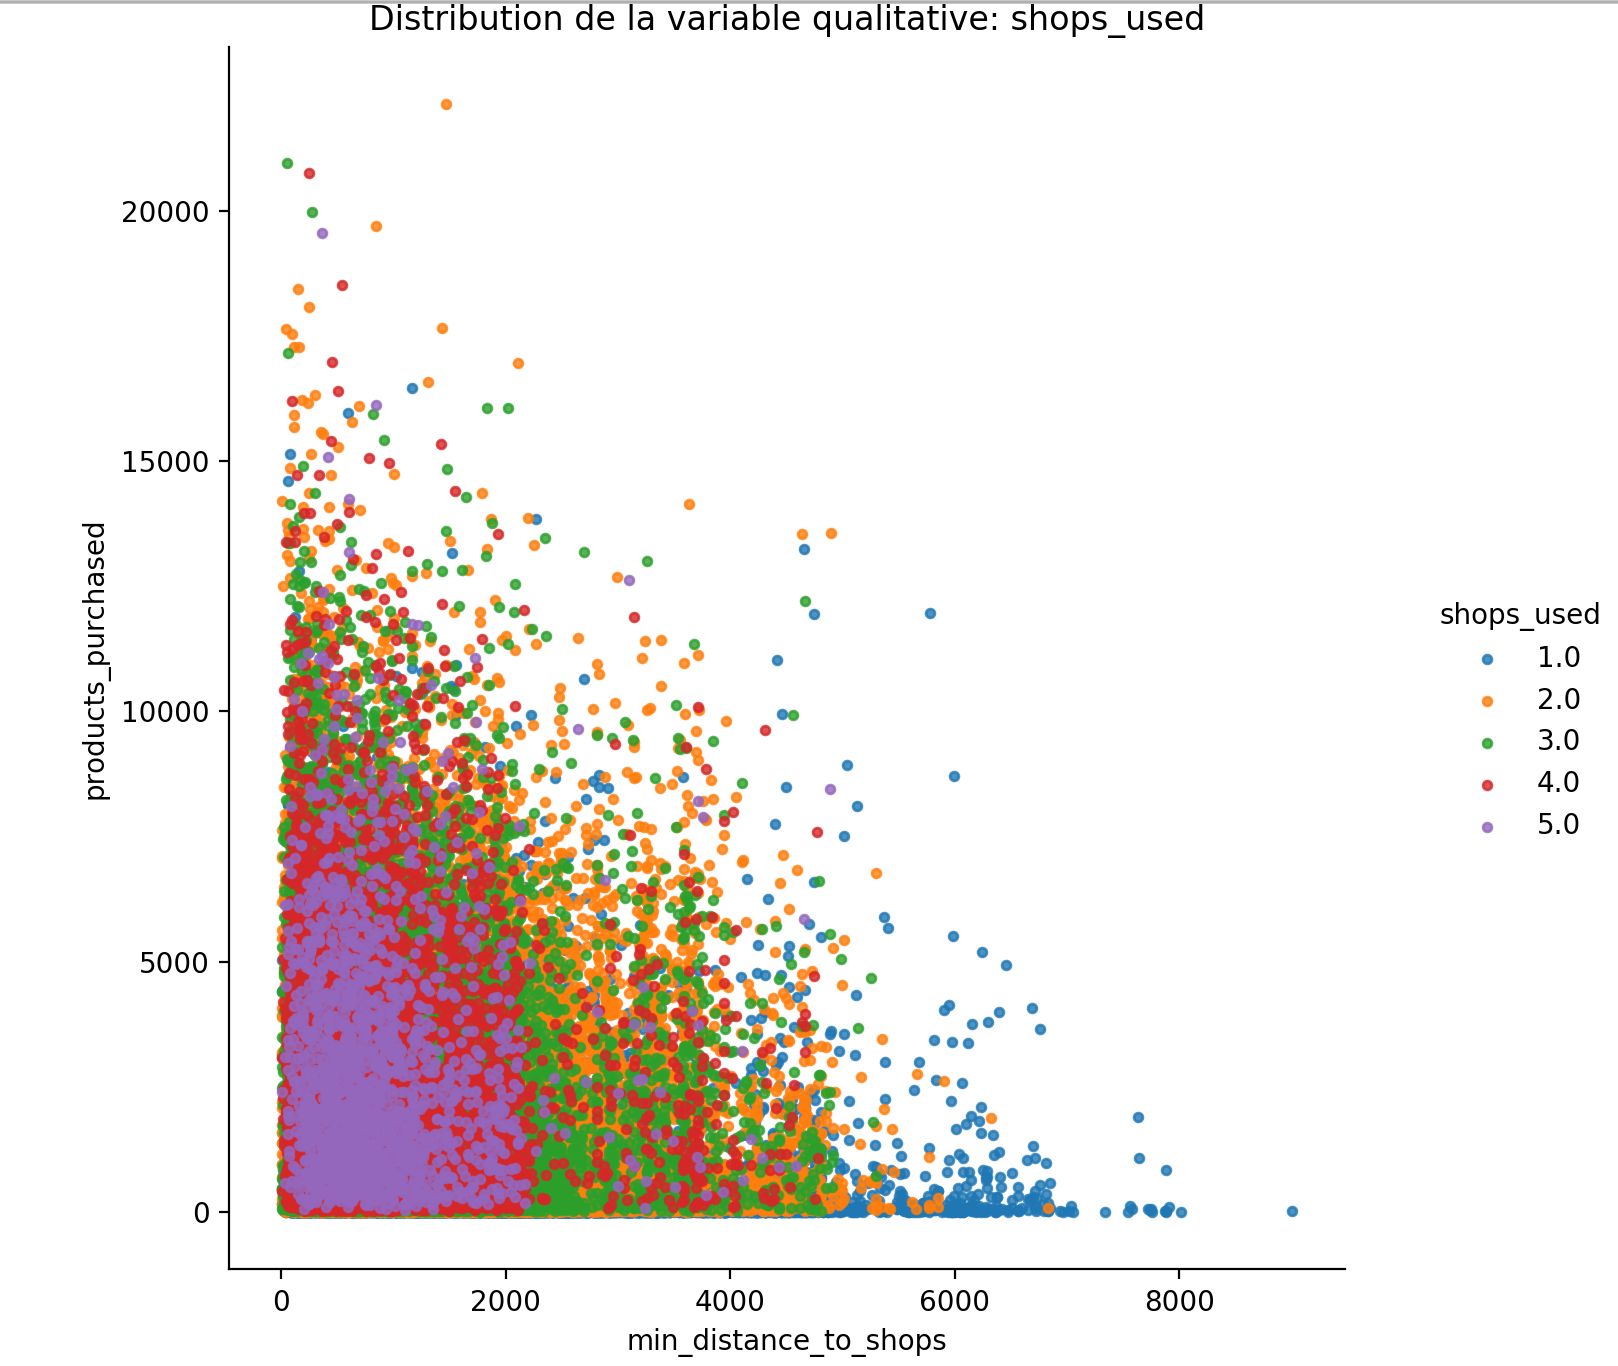 Distribution de la variable qualitative: shops_used
products_purchased
20000
15000
10000
5000
0
0 2000 4000 6000 8000
min_distance_to_shops
shops_used
1.0
2.0
3.0
4.0
5.0